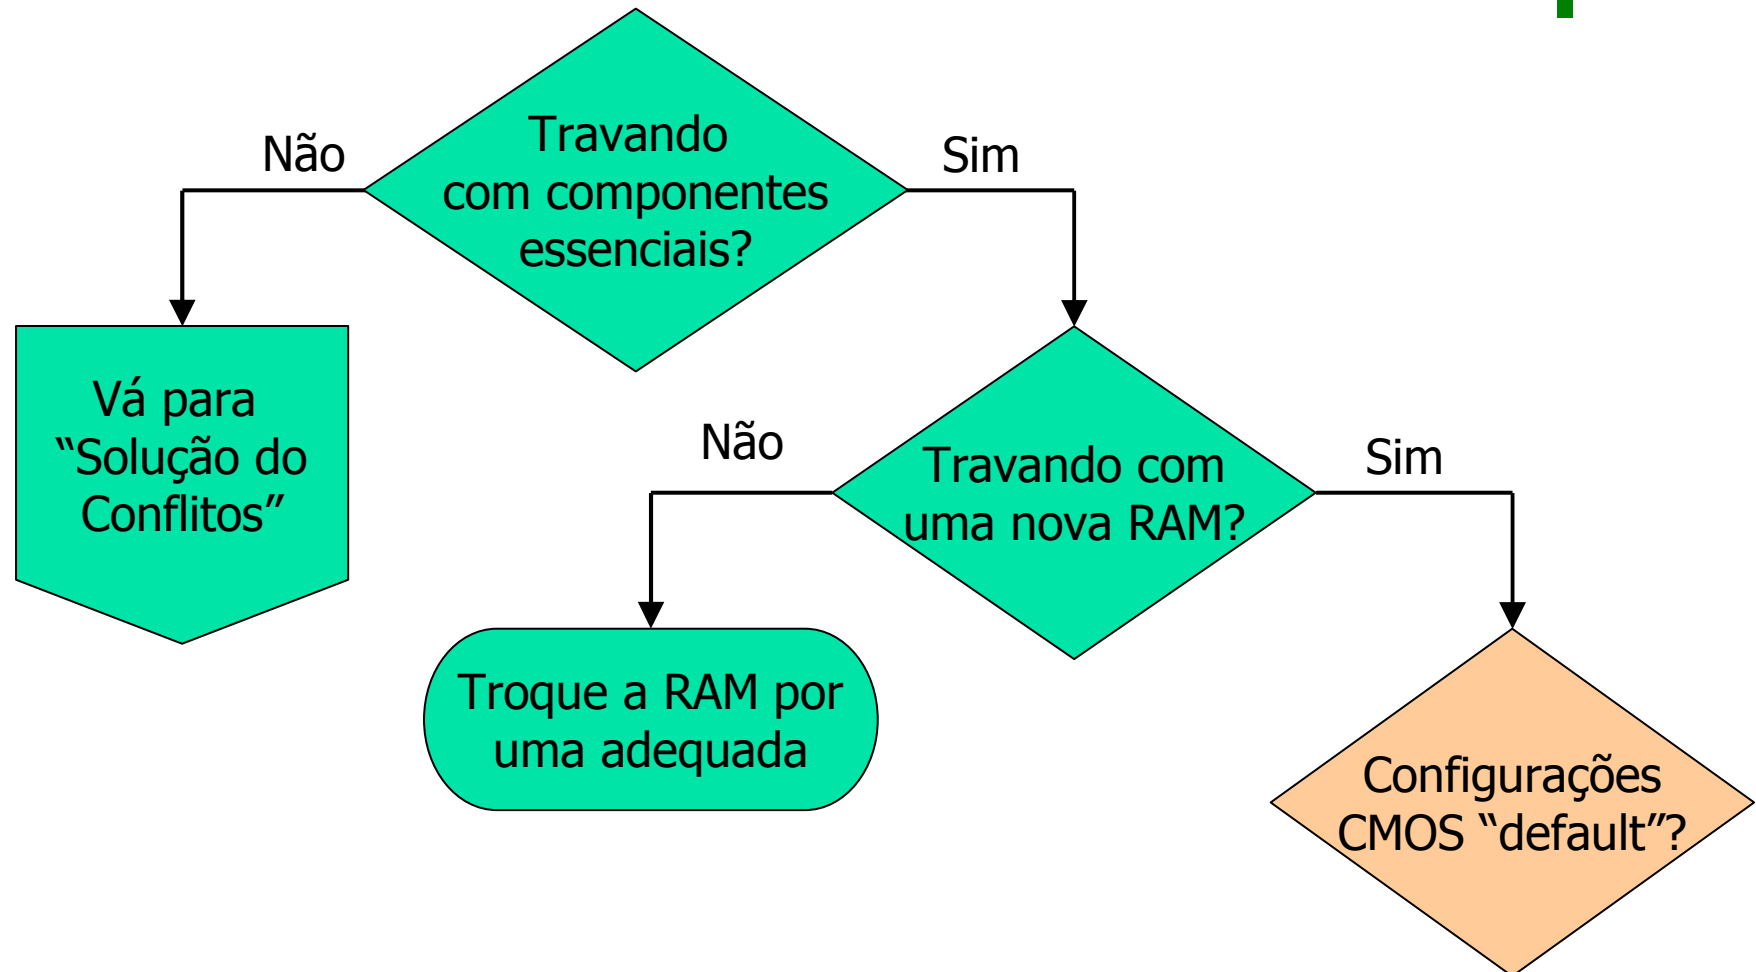 Travando
com componentes
essenciais?
Não
Sim
Vá para
“Solução do
Conflitos”
Travando com
uma nova RAM?
Não
Sim
Troque a RAM por
uma adequada
Configurações
CMOS “default”?